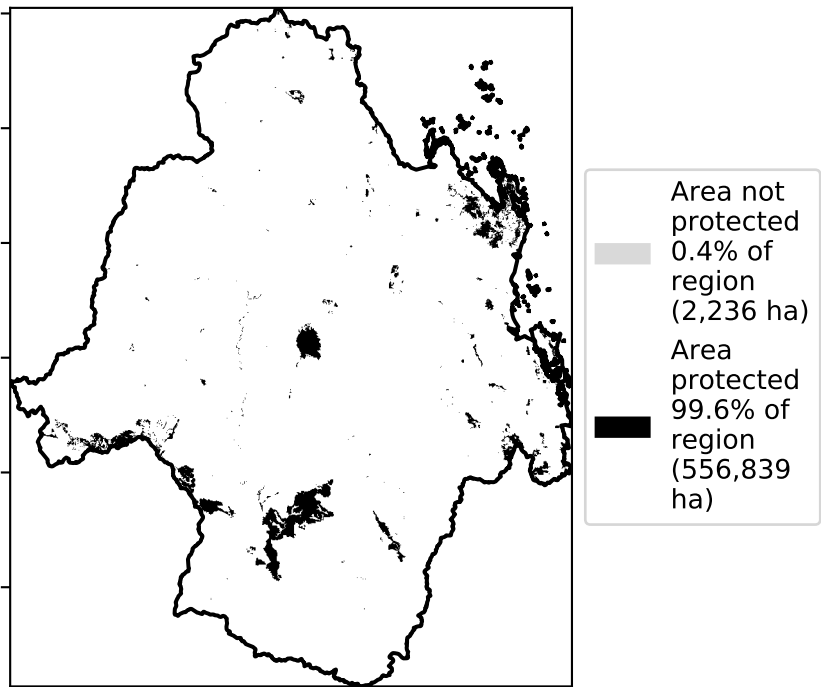 Area not
protected
0.4% of
region
(2,236 ha)
Area
protected
99.6% of
region
(556,839
ha)